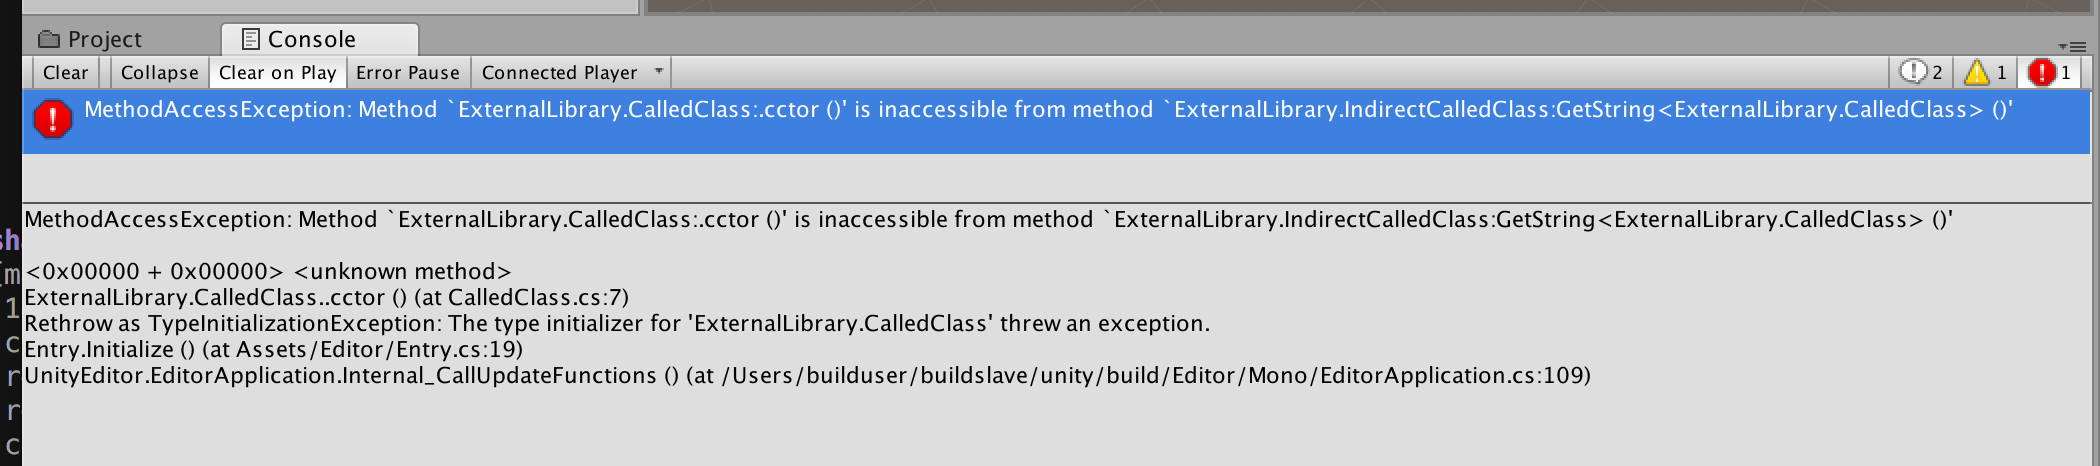 Project
Console
Clear
Collapse
Clear on Play
Error Pause
Connected Player
2
1
1
MethodAccessException: Method `ExternalLibrary.CalledClass:.cctor ()' is inaccessible from method `ExternalLibrary.IndirectCalledClass:GetString<ExternalLibrary.CalledClass> ()'
MethodAccessException: Method `ExternalLibrary.CalledClass:.cctor ()' is inaccessible from method `ExternalLibrary.IndirectCalledClass:GetString<ExternalLibrary.CalledClass> ()'
<0x00000 + 0x00000> <unknown method>
ExternalLibrary.CalledClass..cctor () (at CalledClass.cs:7)
Rethrow as TypeInitializationException: The type initializer for 'ExternalLibrary.CalledClass' threw an exception.
Entry.Initialize () (at Assets/Editor/Entry.cs:19)
UnityEditor.EditorApplication.Internal_CallUpdateFunctions () (at /Users/builduser/buildslave/unity/build/Editor/Mono/EditorApplication.cs:109)